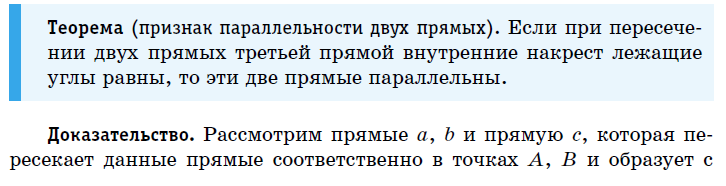 Теорема (признак параллельности двух прямых). Если при пересече-
нии двух прямых третьей прямой внутренние накрест лежащие
углы равны, то эти две прямые параллельны.
Доказательство. Рассмотрим прямые a, b и прямую c, которая пе-
ресекает данные прямые соответственно в точках A, B и образует с